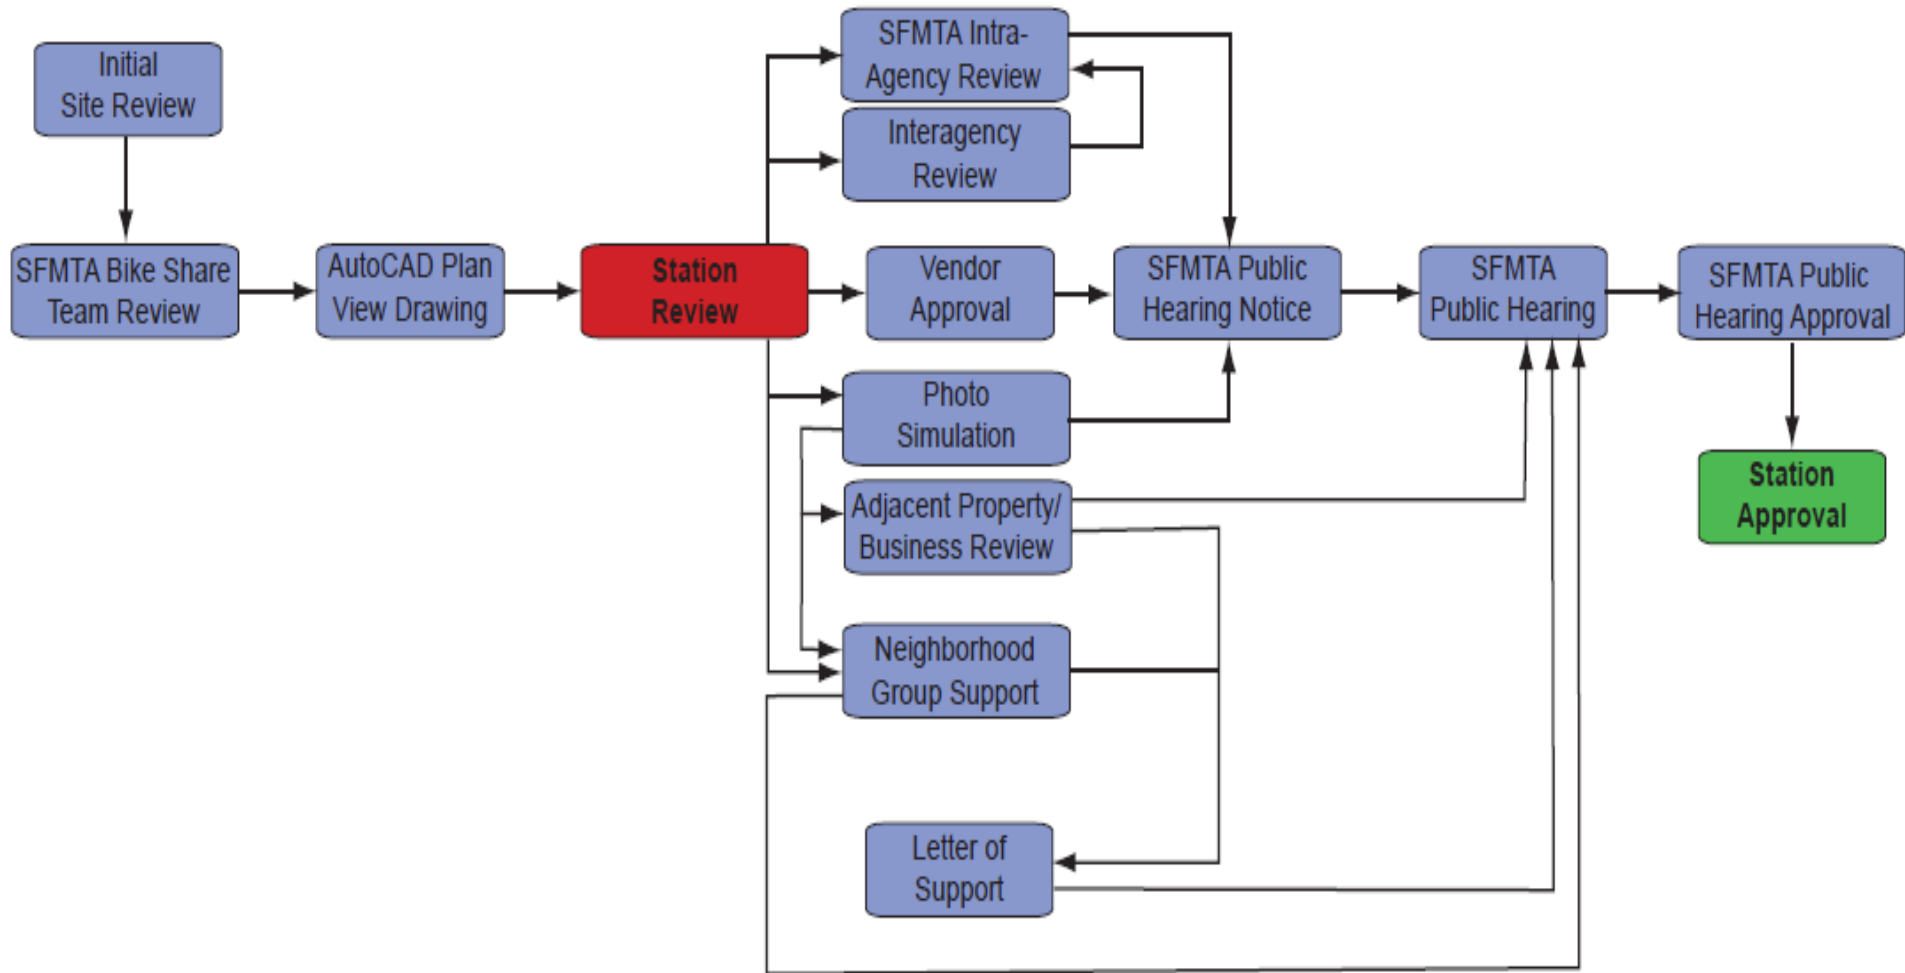 Initial
Site Review
SFMTA Bike Share
Team Review
AutoCAD Plan
View Drawing
Station
Review
SFMTA Intra-
Agency Review
Interagency
Review
Vendor
Approval
Photo
Simulation
Adjacent Property/
Business Review
Neighborhood
Group Support
Letter of
Support
SFMTA Public
Hearing Notice
SFMTA
Public Hearing
SFMTA Public
Hearing Approval
Station
Approval